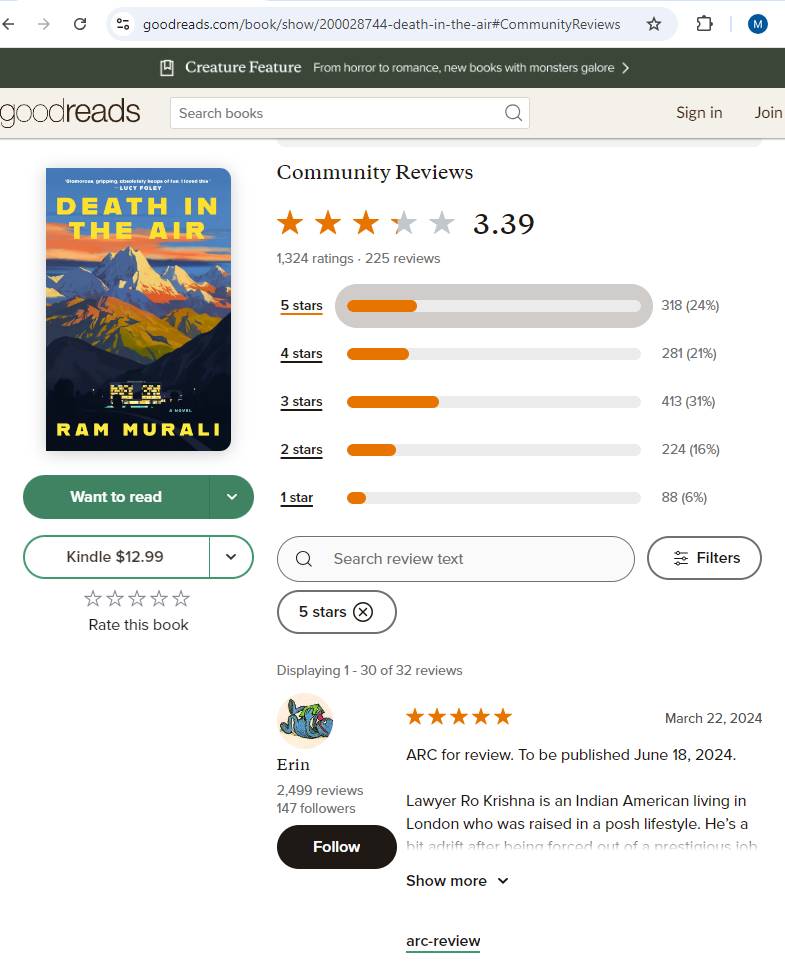 goodreads.com/book/show/200028744-death-in-the-air#CommunityReviews
M
Creature Feature From horror to romance, new books with monsters galore
goodreads
Search books
Sign in
Join
"Glamorous, gripping, absolutely heaps of fun. I loved this"
—LUCY FOLEY
DEATH IN
THE AIR
A NOVEL
RAM MURALI
Want to read
Kindle $12.99
Rate this book
Community Reviews
3.39
1,324 ratings · 225 reviews
5 stars 318 (24%)
4 stars 281 (21%)
3 stars 413 (31%)
2 stars 224 (16%)
1 star 88 (6%)
Search review text
Filters
5 stars
Displaying 1 - 30 of 32 reviews
Erin
2,499 reviews
147 followers
Follow
March 22, 2024
ARC for review. To be published June 18, 2024.
Lawyer Ro Krishna is an Indian American living in
London who was raised in a posh lifestyle. He's a
bit adrift after being forced out of a prestigious job
Show more
arc-review